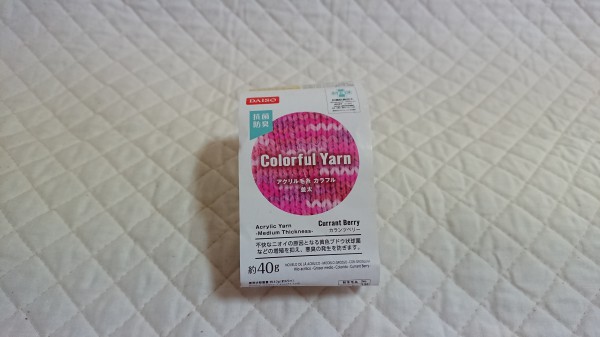 DAISO
抗菌
防臭
Colorful Yarn
アクリル毛糸 カラフル
並太
Acrylic Yarn
-Medium Thickness-
Currant Berry
カランツベリー
不快なニオイの原因となる黄色ブドウ状球菌
などの増殖を抑え、悪臭の発生を防ぎます。
約40g